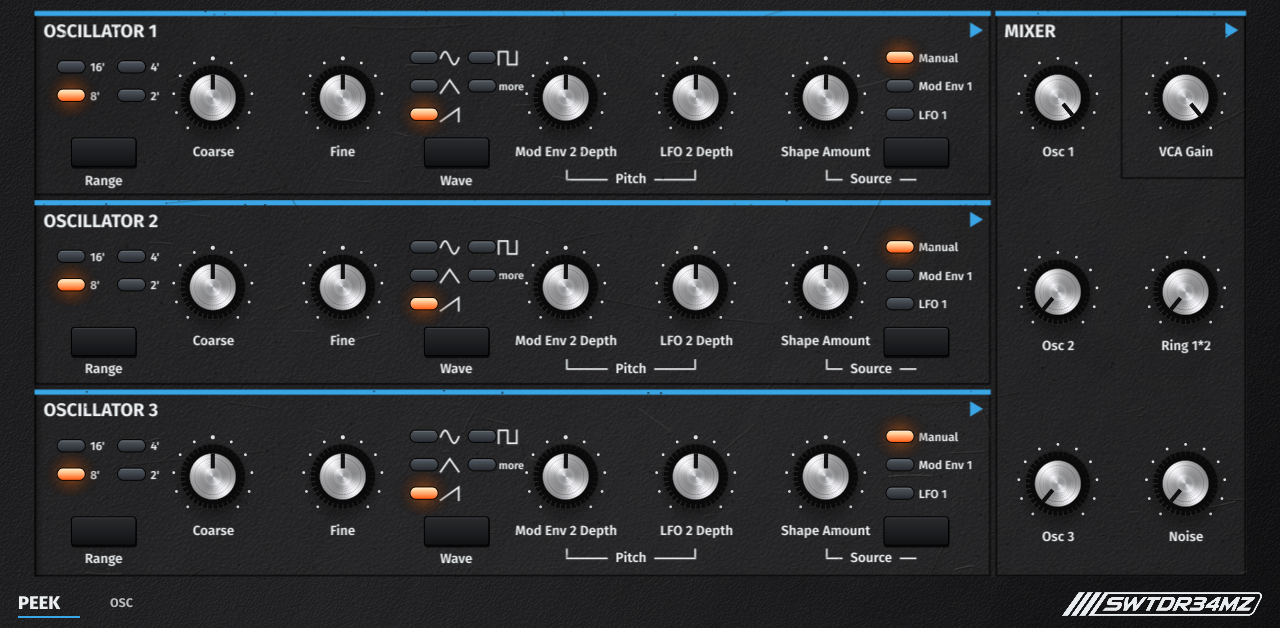 OSCILLATOR 1
16' 4'
8' 2'
Range
Coarse
Fine
more
Wave
Mod Env 2 Depth
LFO 2 Depth
Pitch
Shape Amount
Manual
Mod Env 1
LFO 1
Source
MIXER
Osc 1
VCA Gain
OSCILLATOR 2
16' 4'
8' 2'
Range
Coarse
Fine
more
Wave
Mod Env 2 Depth
LFO 2 Depth
Pitch
Shape Amount
Manual
Mod Env 1
LFO 1
Source
Osc 2
Ring 1*2
OSCILLATOR 3
16' 4'
8' 2'
Range
Coarse
Fine
more
Wave
Mod Env 2 Depth
LFO 2 Depth
Pitch
Shape Amount
Manual
Mod Env 1
LFO 1
Source
Osc 3
Noise
PEEK
OSC
SWTDR34MZ